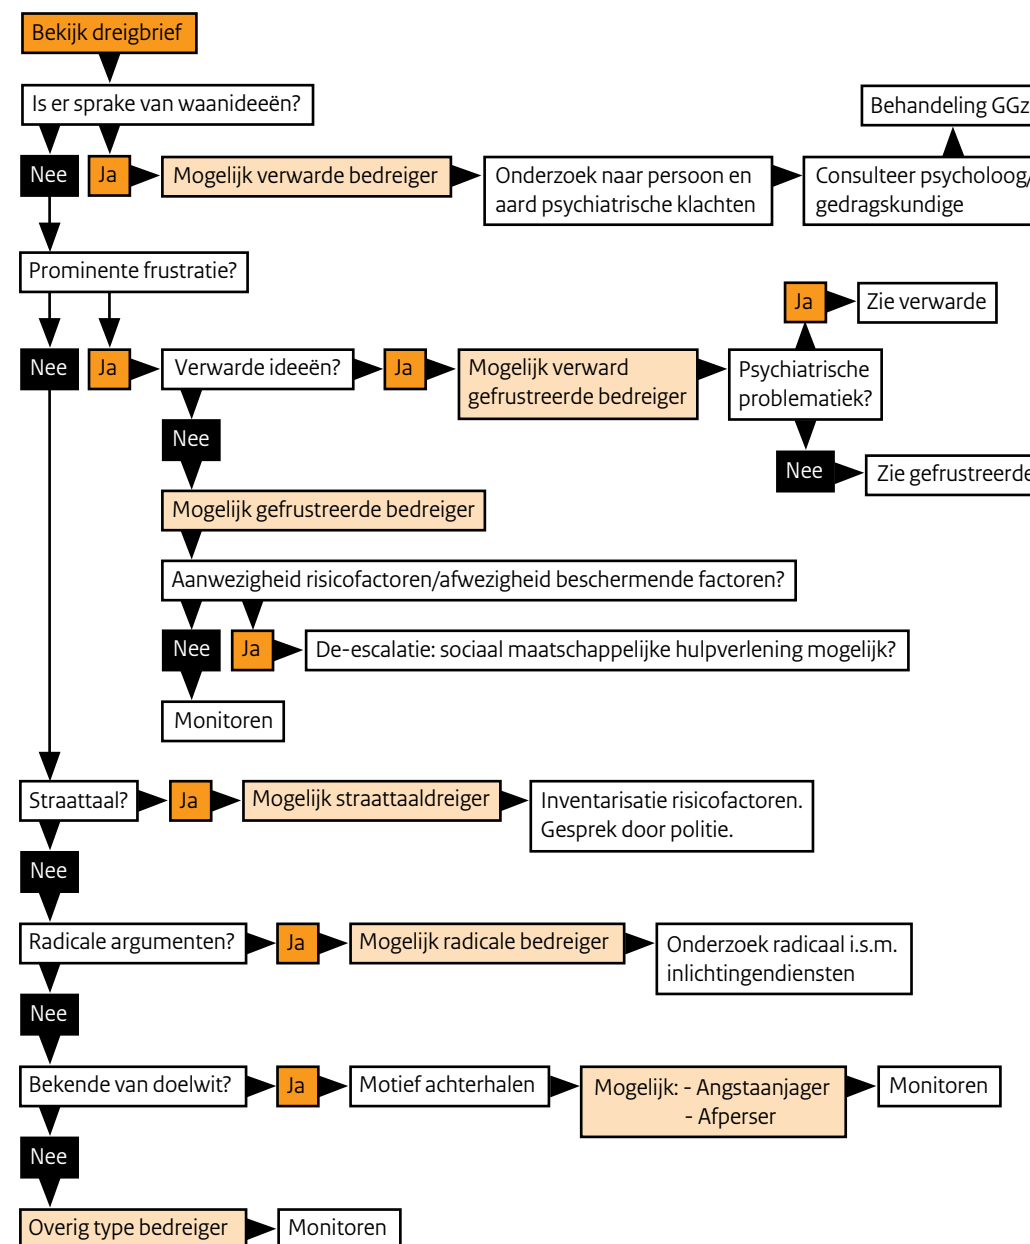 Bekijk dreigbrief
Is er sprake van waanideeën?
Behandeling GGz
Nee
Ja
Mogelijk verwarde bedreiger
Onderzoek naar persoon en
aard psychiatrische klachten
Consulteer psycholoog/
gedragskundige
Prominente frustratie?
Ja
Zie verwarde
Nee
Ja
Verwarde ideeën?
Ja
Mogelijk verward
gefrustreerde bedreiger
Psychiatrische
problematiek?
Nee
Nee
Zie gefrustreerde
Mogelijk gefrustreerde bedreiger
Aanwezigheid risicofactoren/afwezigheid beschermende factoren?
Nee
Ja
De-escalatie: sociaal maatschappelijke hulpverlening mogelijk?
Monitoren
Straattaal?
Ja
Mogelijk straattaaldreiger
Inventarisatie risicofactoren.
Gesprek door politie.
Nee
Radicale argumenten?
Ja
Mogelijk radicale bedreiger
Onderzoek radicaal i.s.m.
inlichtingendiensten
Nee
Bekende van doelwit?
Ja
Motief achterhalen
Mogelijk: - Angstaanjager
- Afperser
Monitoren
Nee
Overig type bedreiger
Monitoren